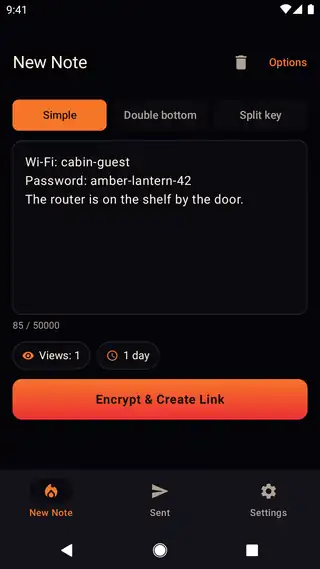 9:41
New Note
Options
Simple
Double bottom
Split key
Wi-Fi: cabin-guest
Password: amber-lantern-42
The router is on the shelf by the door.
85 / 50000
Views: 1
1 day
Encrypt & Create Link
New Note
Sent
Settings